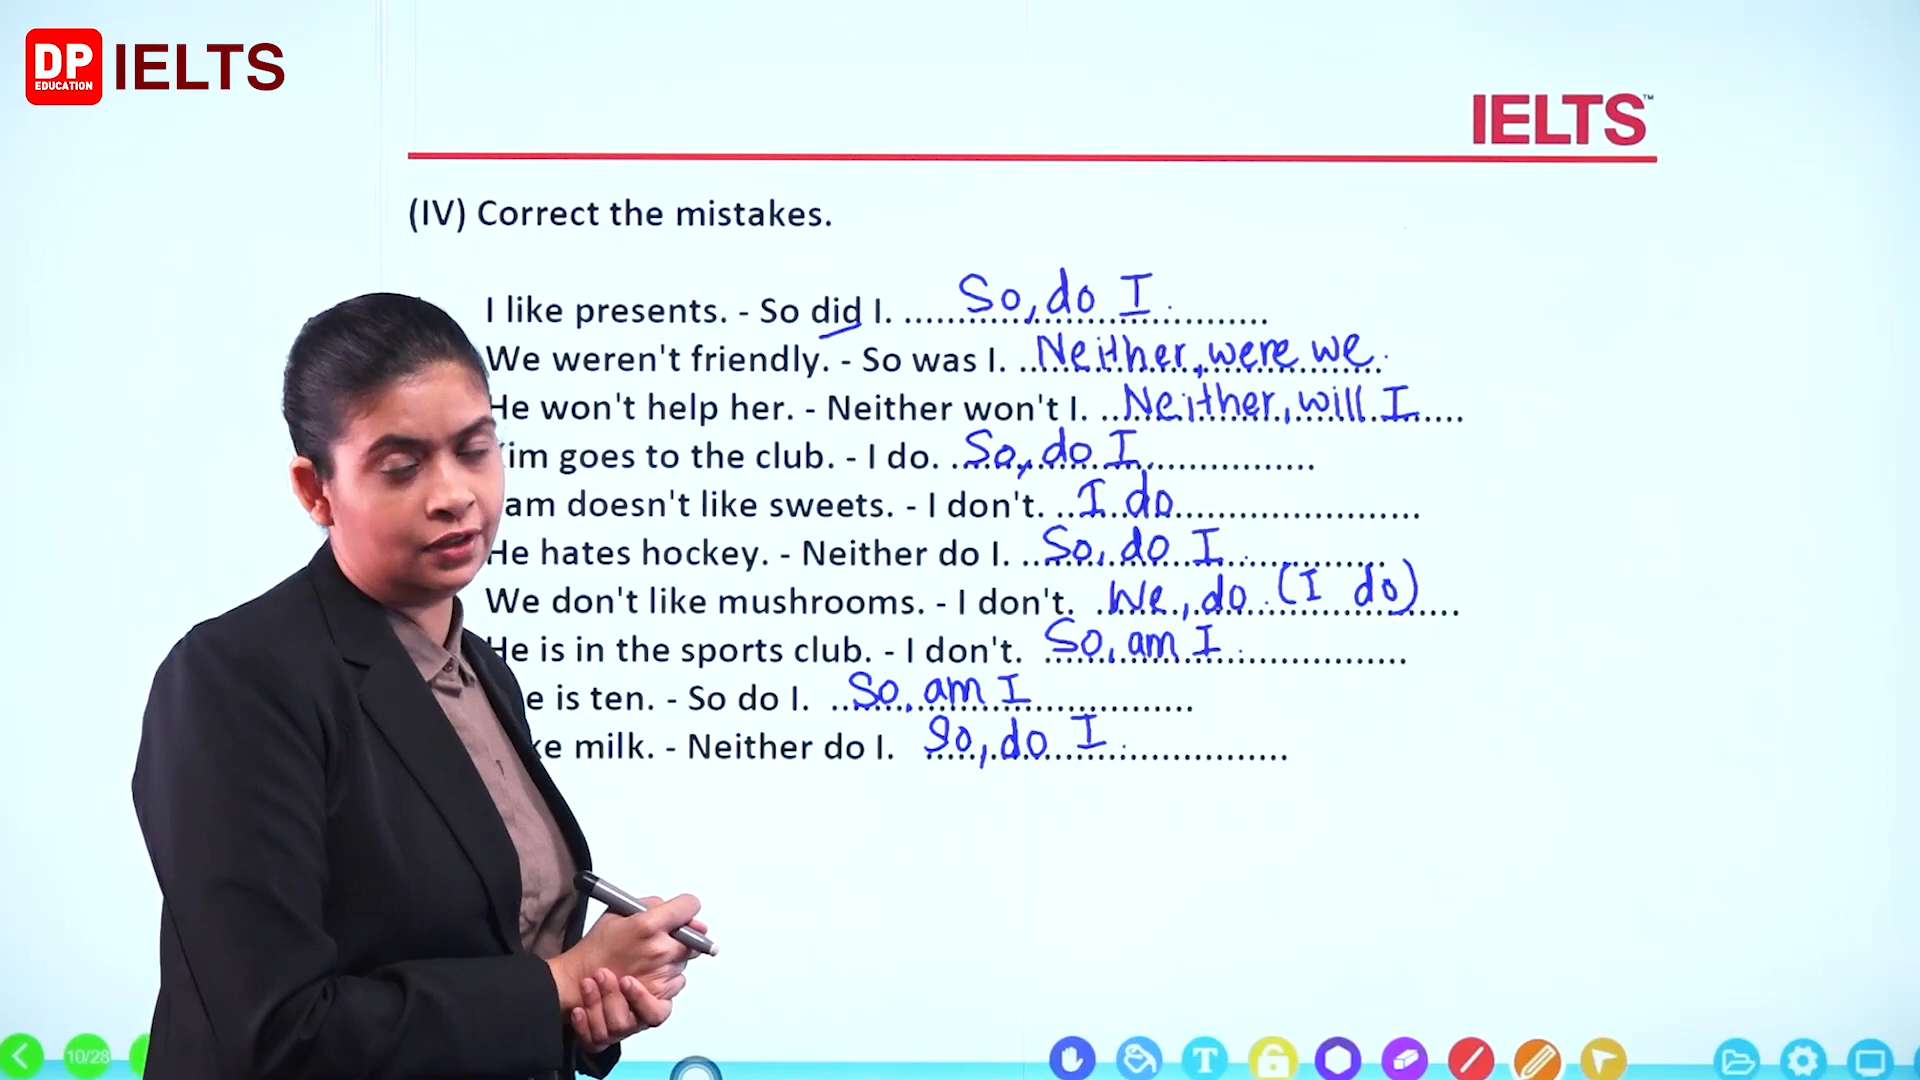 DP EDUCATION IELTS
IELTS™
(IV) Correct the mistakes.
I like presents. - So did I. .................................. So, do I.
We weren't friendly. - So was I. .................................. Neither, were we.
He won't help her. - Neither won't I. .................................. Neither, will I
im goes to the club. - I do. .................................. So, do I
am doesn't like sweets. - I don't. .................................. I do
He hates hockey. - Neither do I. .................................. So, do I.
We don't like mushrooms. - I don't. .................................. We, do. (I do)
He is in the sports club. - I don't. .................................. So, am I.
e is ten. - So do I. .................................. So, am I
ke milk. - Neither do I. .................................. So, do I.
10/28
T